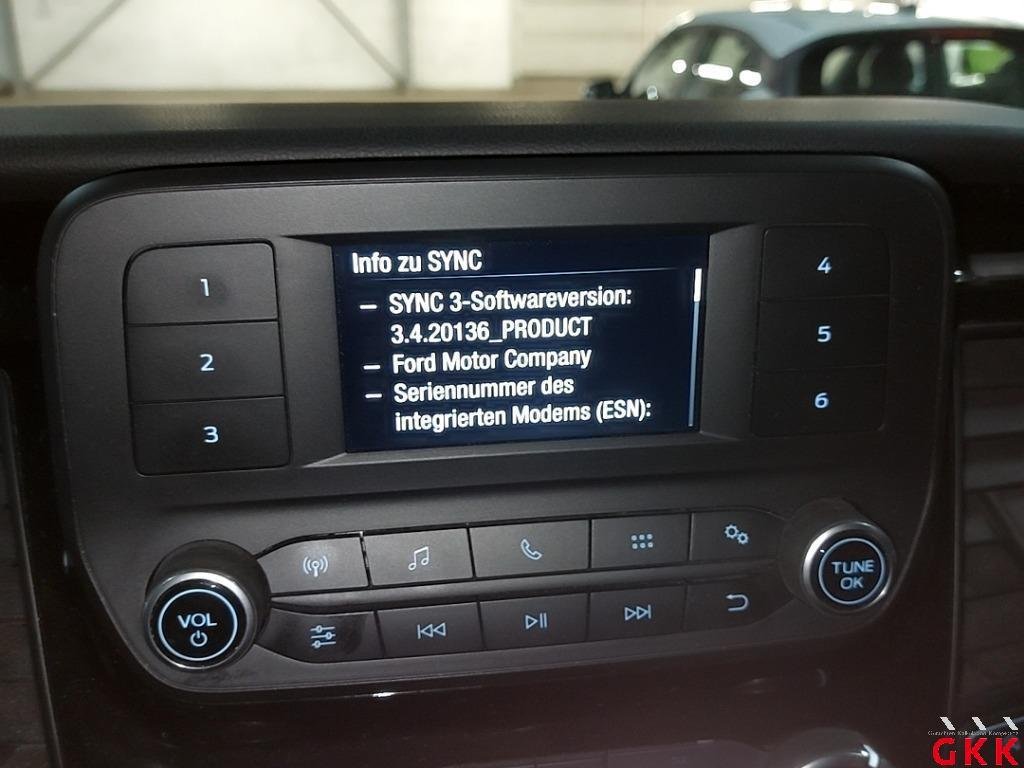 Info zu SYNC
– SYNC 3-Softwareversion:
3.4.20136_PRODUCT
– Ford Motor Company
– Seriennummer des
integrierten Modems (ESN):
1
2
3
4
5
6
VOL
TUNE
OK
GKK